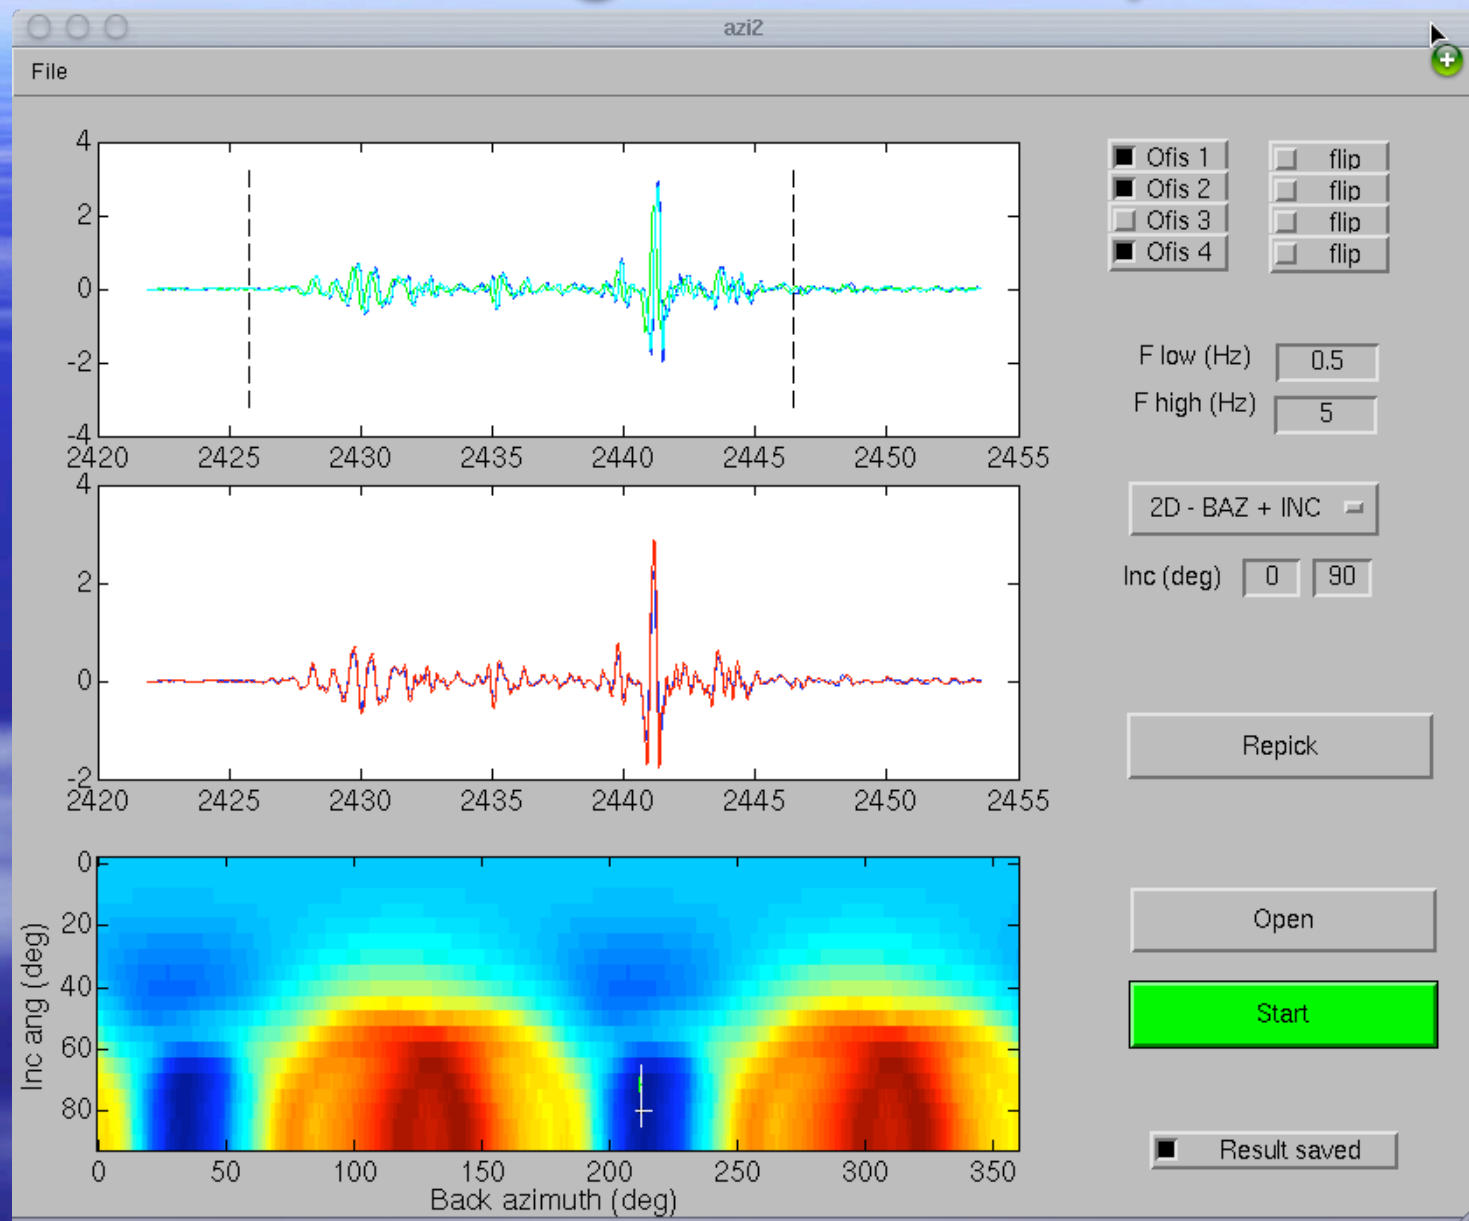 azi2
File
4
2
0
-2
-4
2420 2425 2430 2435 2440 2445 2450 2455
Ofis 1 flip
Ofis 2 flip
Ofis 3 flip
Ofis 4 flip
F low (Hz) 0.5
F high (Hz) 5
4
2
0
-2
2420 2425 2430 2435 2440 2445 2450 2455
2D - BAZ + INC
Inc (deg) 0 90
Repick
0
20
40
60
80
Inc ang (deg)
0 50 100 150 200 250 300 350
Back azimuth (deg)
Open
Start
Result saved